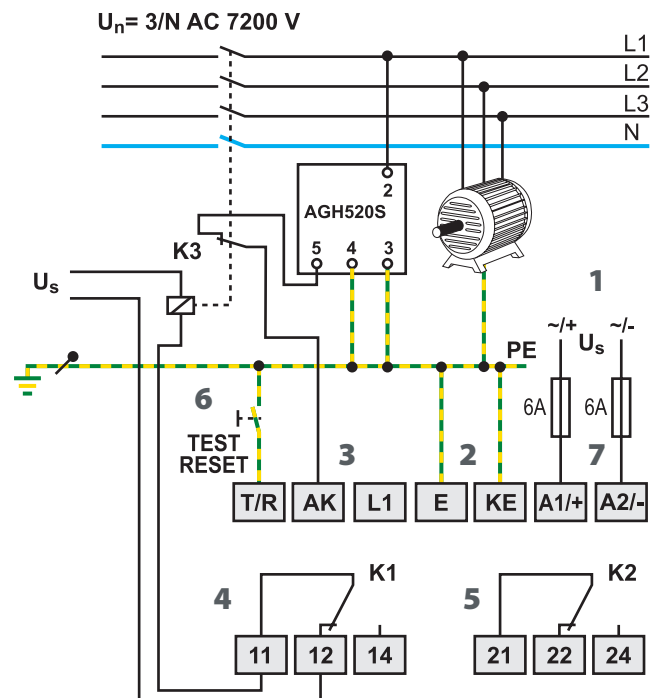 Un= 3/N AC 7200 V
L1
L2
L3
N
2
AGH520S
5 4 3
K3
Us
1
PE
~/+ Us ~/-
6A 6A
6
TEST
RESET
3 2 7
T/R AK L1 E KE A1/+ A2/-
4 K1 5 K2
11 12 14 21 22 24